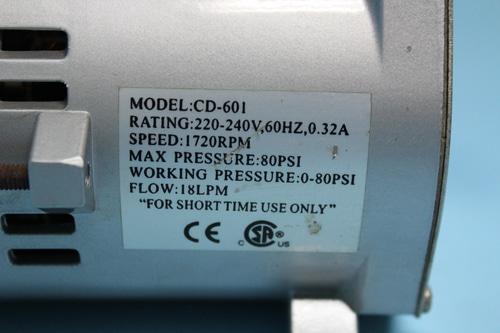 MODEL:CD-601
RATING:220-240V,60HZ,0.32A
SPEED:1720RPM
MAX PRESSURE:80PSI
WORKING PRESSURE:0-80PSI
FLOW:18LPM
"FOR SHORT TIME USE ONLY"
CE C SA ® US